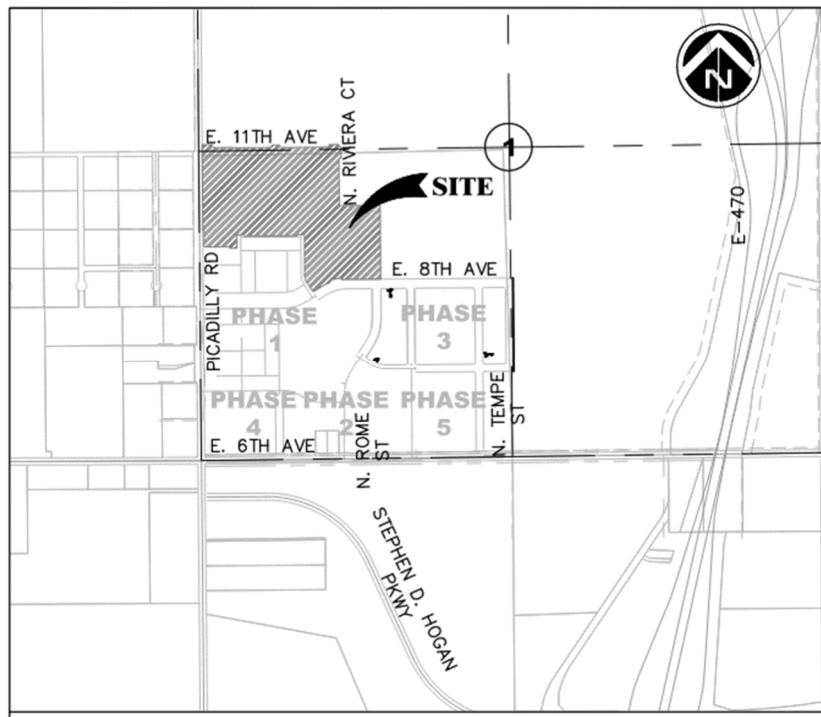 N
E. 11TH AVE
N. RIVIERA CT
1
SITE
E-470
PICADILLY RD
E. 8TH AVE
PHASE
1
PHASE
3
PHASE
4
PHASE
2
PHASE
5
N. TEMPE
ST
E. 6TH AVE
N. ROME
ST
STEPHEN D. HOGAN
PKWY